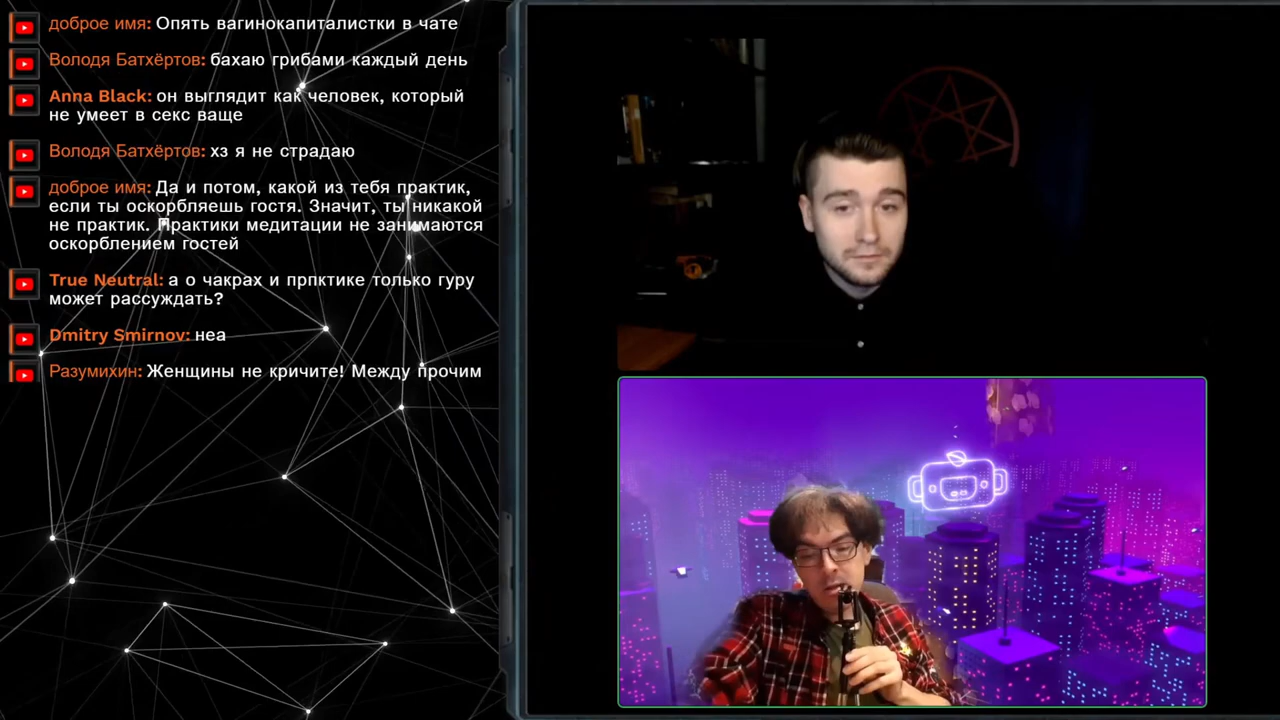 доброе имя: Опять вагинокапиталистки в чате
Володя Батхёртов: бахаю грибами каждый день
Anna Black: он выглядит как человек, который
не умеет в секс ваще
Володя Батхёртов: хз я не страдаю
доброе имя: Да и потом, какой из тебя практик,
если ты оскорбляешь гостя. Значит, ты никакой
не практик. Практики медитации не занимаются
оскорблением гостей
True Neutral: а о чакрах и прпктике только гуру
может рассуждать?
Dmitry Smirnov: неа
Разумихин: Женщины не кричите! Между прочим